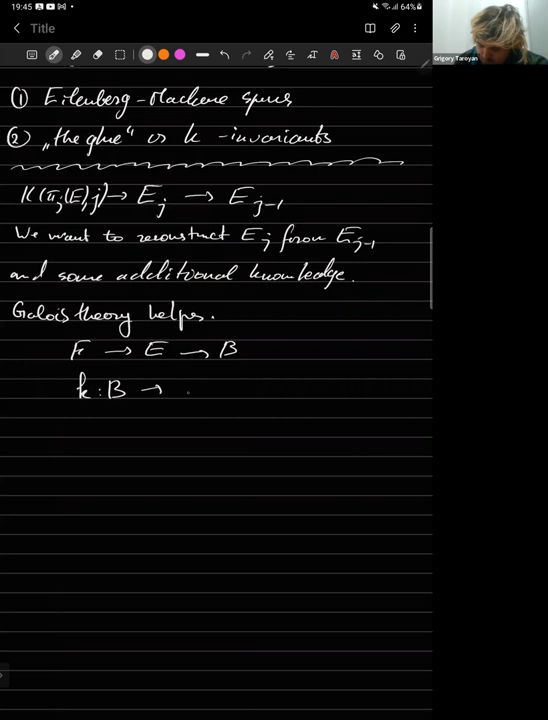 19:45
64%
Title
Grigory Taroyan
① Eilenberg-MacLane spaces
② "the glue" or k-invariants
K(π_j(E), j) → E_j → E_{j-1}
We want to reconstruct E_j from E_{j-1}
and some additional knowledge.
Galois theory helps.
F → E → B
k : B →